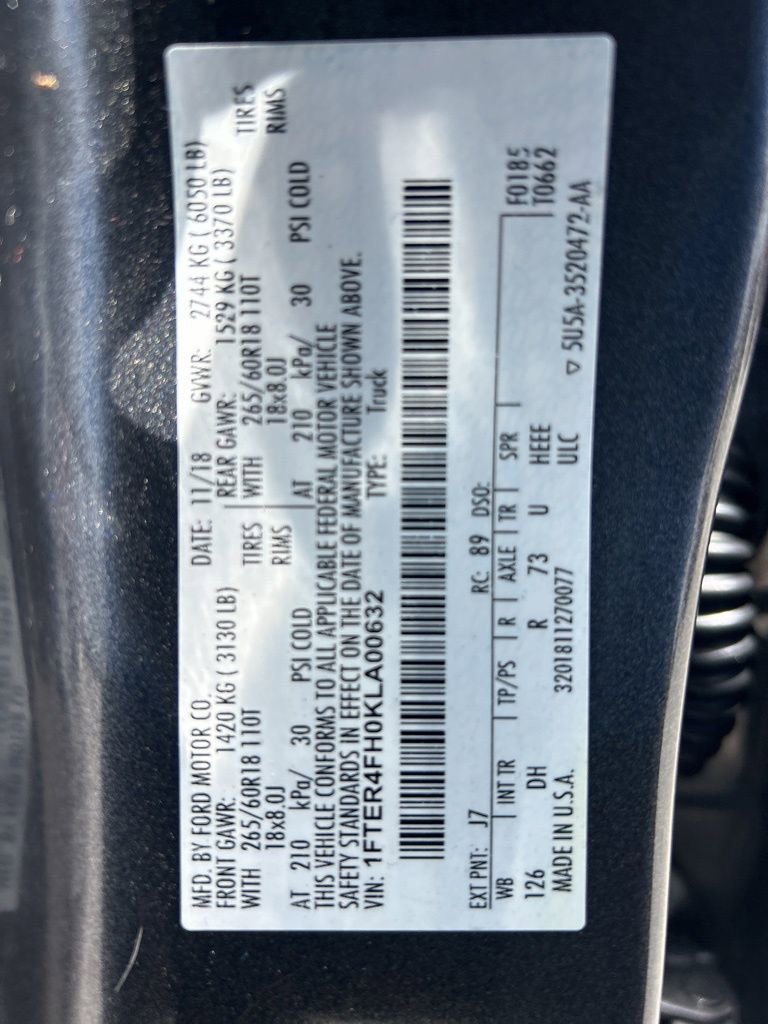 MFD. BY FORD MOTOR CO. DATE: 11/18 GVWR: 2744 KG ( 6050 LB)
FRONT GAWR: 1420 KG ( 3130 LB) REAR GAWR: 1529 KG ( 3370 LB)
WITH 265/60R18 110T TIRES WITH 265/60R18 110T TIRES
18x8.0J RIMS 18x8.0J RIMS
AT 210 kPa/ 30 PSI COLD AT 210 kPa/ 30 PSI COLD
THIS VEHICLE CONFORMS TO ALL APPLICABLE FEDERAL MOTOR VEHICLE
SAFETY STANDARDS IN EFFECT ON THE DATE OF MANUFACTURE SHOWN ABOVE.
VIN: 1FTER4FH0KLA00632 TYPE: Truck
EXT PNT: J7 RC: 89 DSO:
WB INT TR TP/PS R AXLE TR SPR F0185
126 DH R 73 U HEEE T0662
ULC
MADE IN U.S.A. 3201811270077 5U5A-3520472-AA